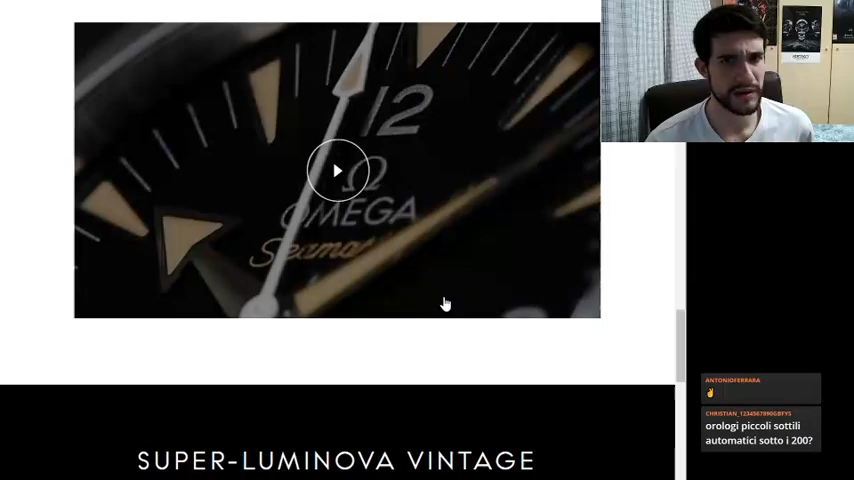 12
Ω
OMEGA
Seamas
SUPER-LUMINOVA VINTAGE
ANTONIOFERRARA
✌
CHRISTIAN_1234567890GBFYS
orologi piccoli sottili
automatici sotto i 200?